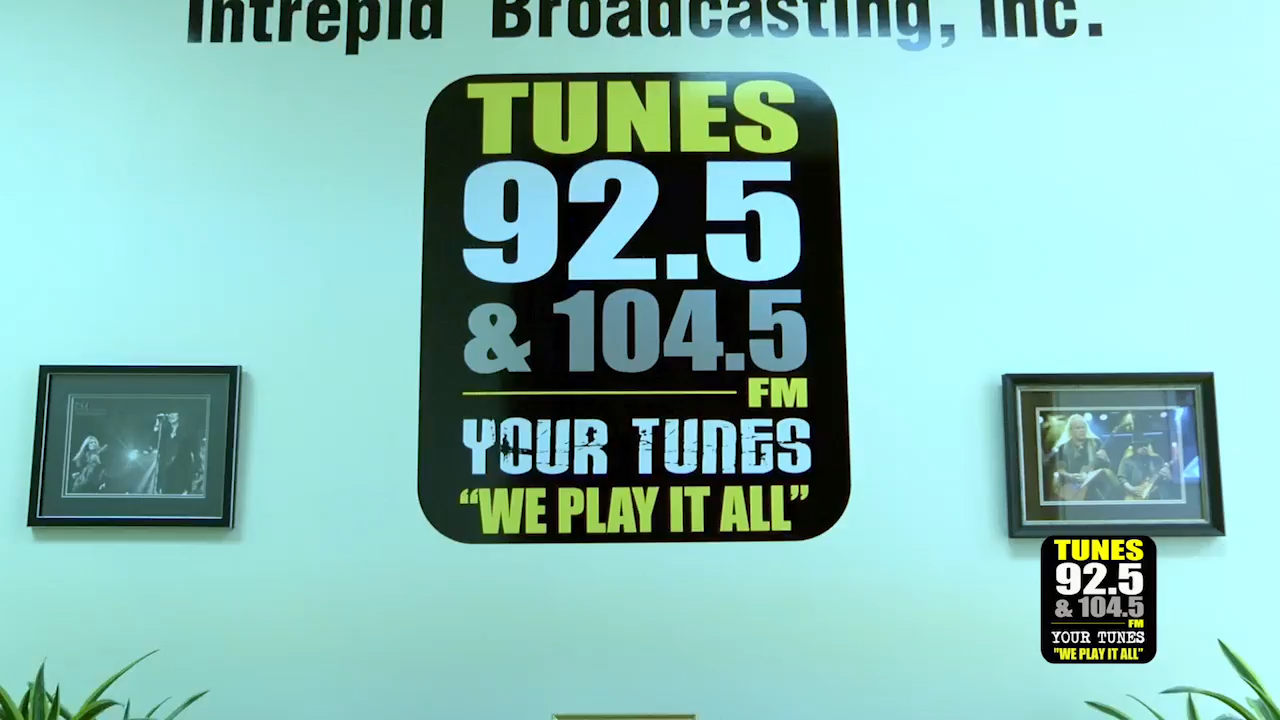 Intrepid Broadcasting, Inc.
TUNES
92.5
& 104.5
FM
YOUR TUNES
“WE PLAY IT ALL”
TUNES
92.5
& 104.5
FM
YOUR TUNES
"WE PLAY IT ALL"